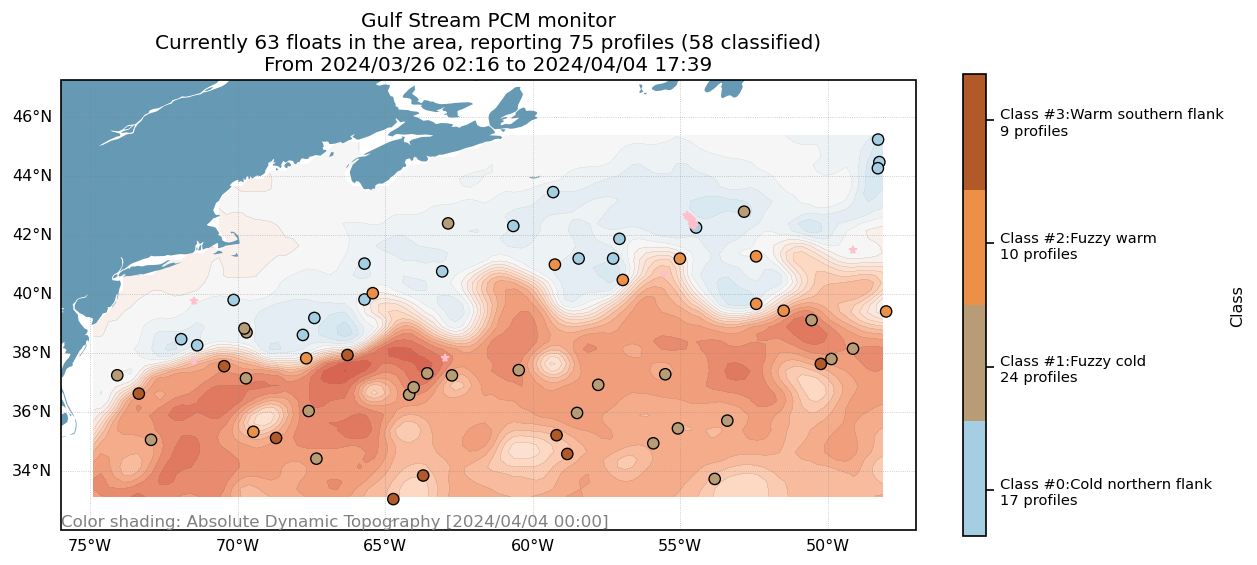 Gulf Stream PCM monitor
Currently 63 floats in the area, reporting 75 profiles (58 classified)
From 2024/03/26 02:16 to 2024/04/04 17:39
46°N
44°N
42°N
40°N
38°N
36°N
34°N
Color shading: Absolute Dynamic Topography [2024/04/04 00:00]
75°W
70°W
65°W
60°W
55°W
50°W
Class #3:Warm southern flank
9 profiles
Class #2:Fuzzy warm
10 profiles
Class #1:Fuzzy cold
24 profiles
Class #0:Cold northern flank
17 profiles
Class